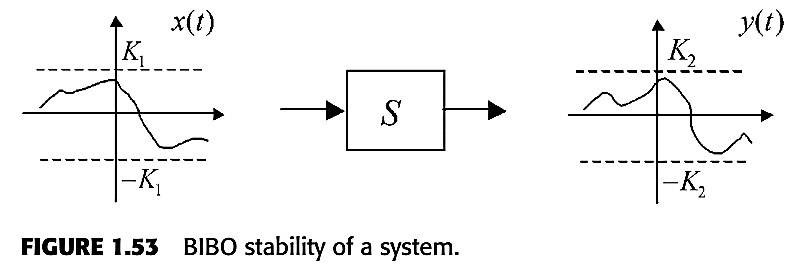 x(t)
K₁
−K₁
S
y(t)
K₂
−K₂
FIGURE 1.53 BIBO stability of a system.